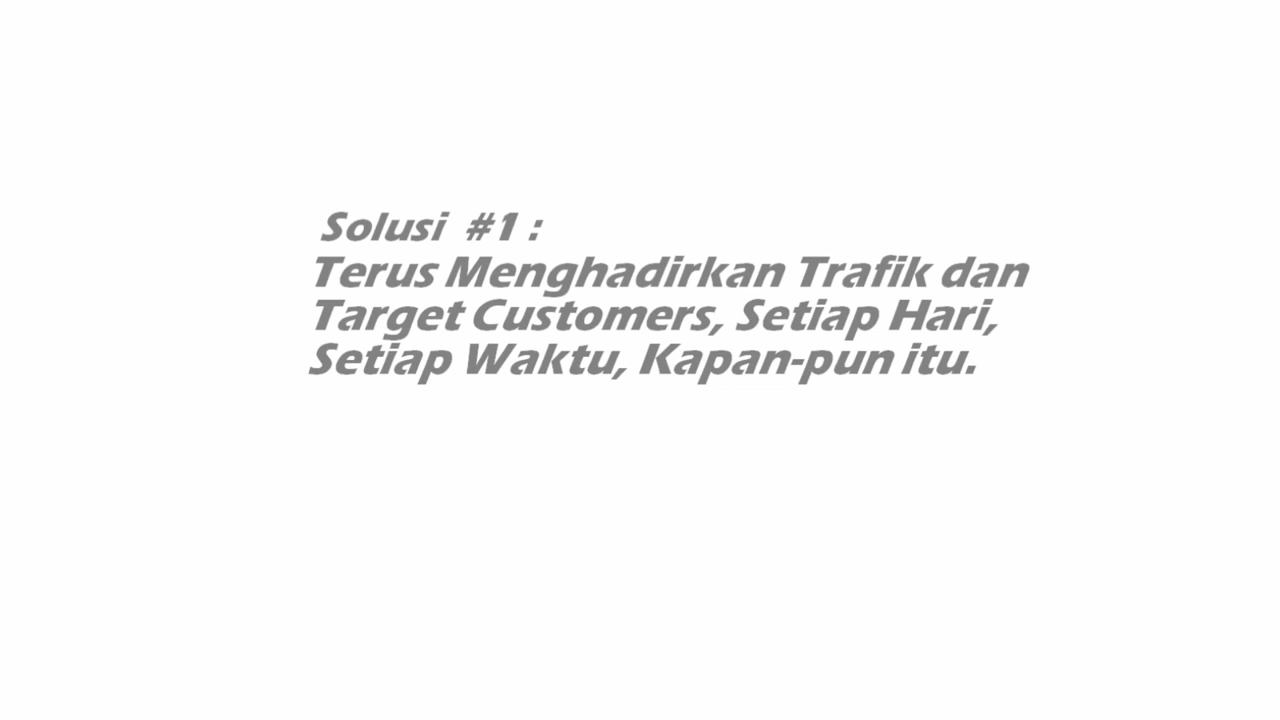 Solusi #1 :
Terus Menghadirkan Trafik dan
Target Customers, Setiap Hari,
Setiap Waktu, Kapan-pun itu.